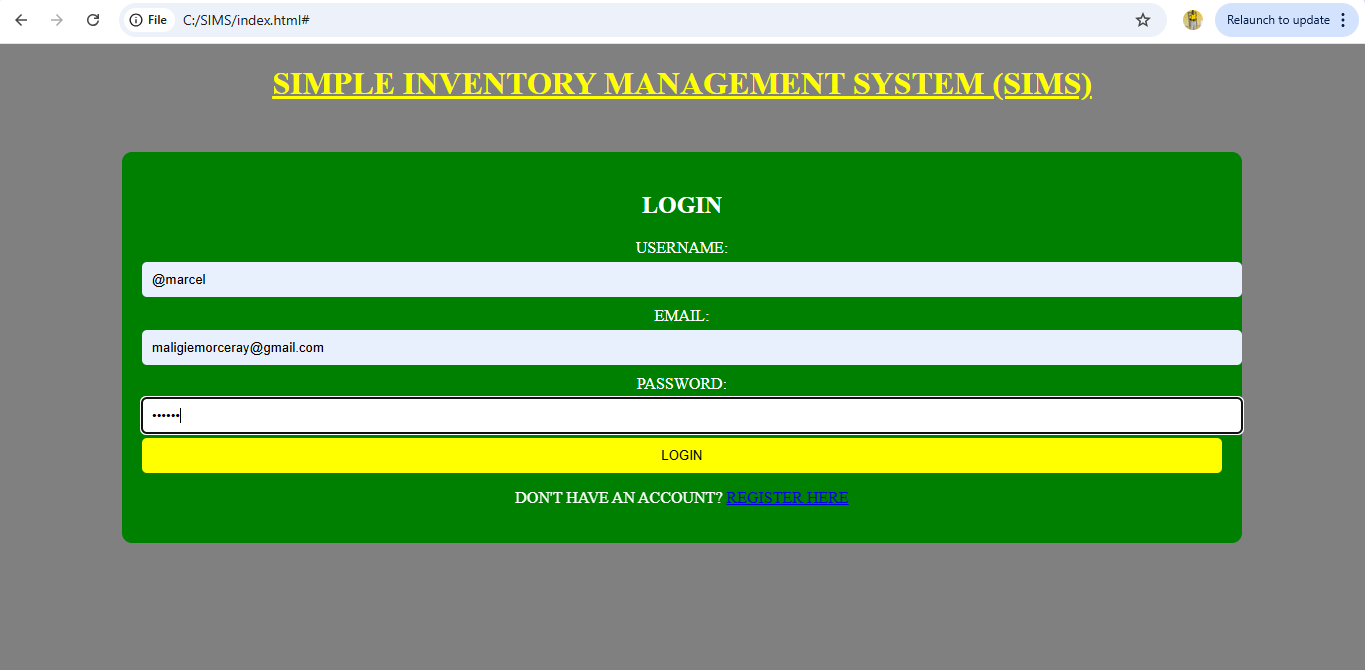 File C:/SIMS/index.html# Relaunch to update
SIMPLE INVENTORY MANAGEMENT SYSTEM (SIMS)
LOGIN
USERNAME:
@marcel
EMAIL:
maligiemorceray@gmail.com
PASSWORD:
••••••
LOGIN
DON'T HAVE AN ACCOUNT? REGISTER HERE